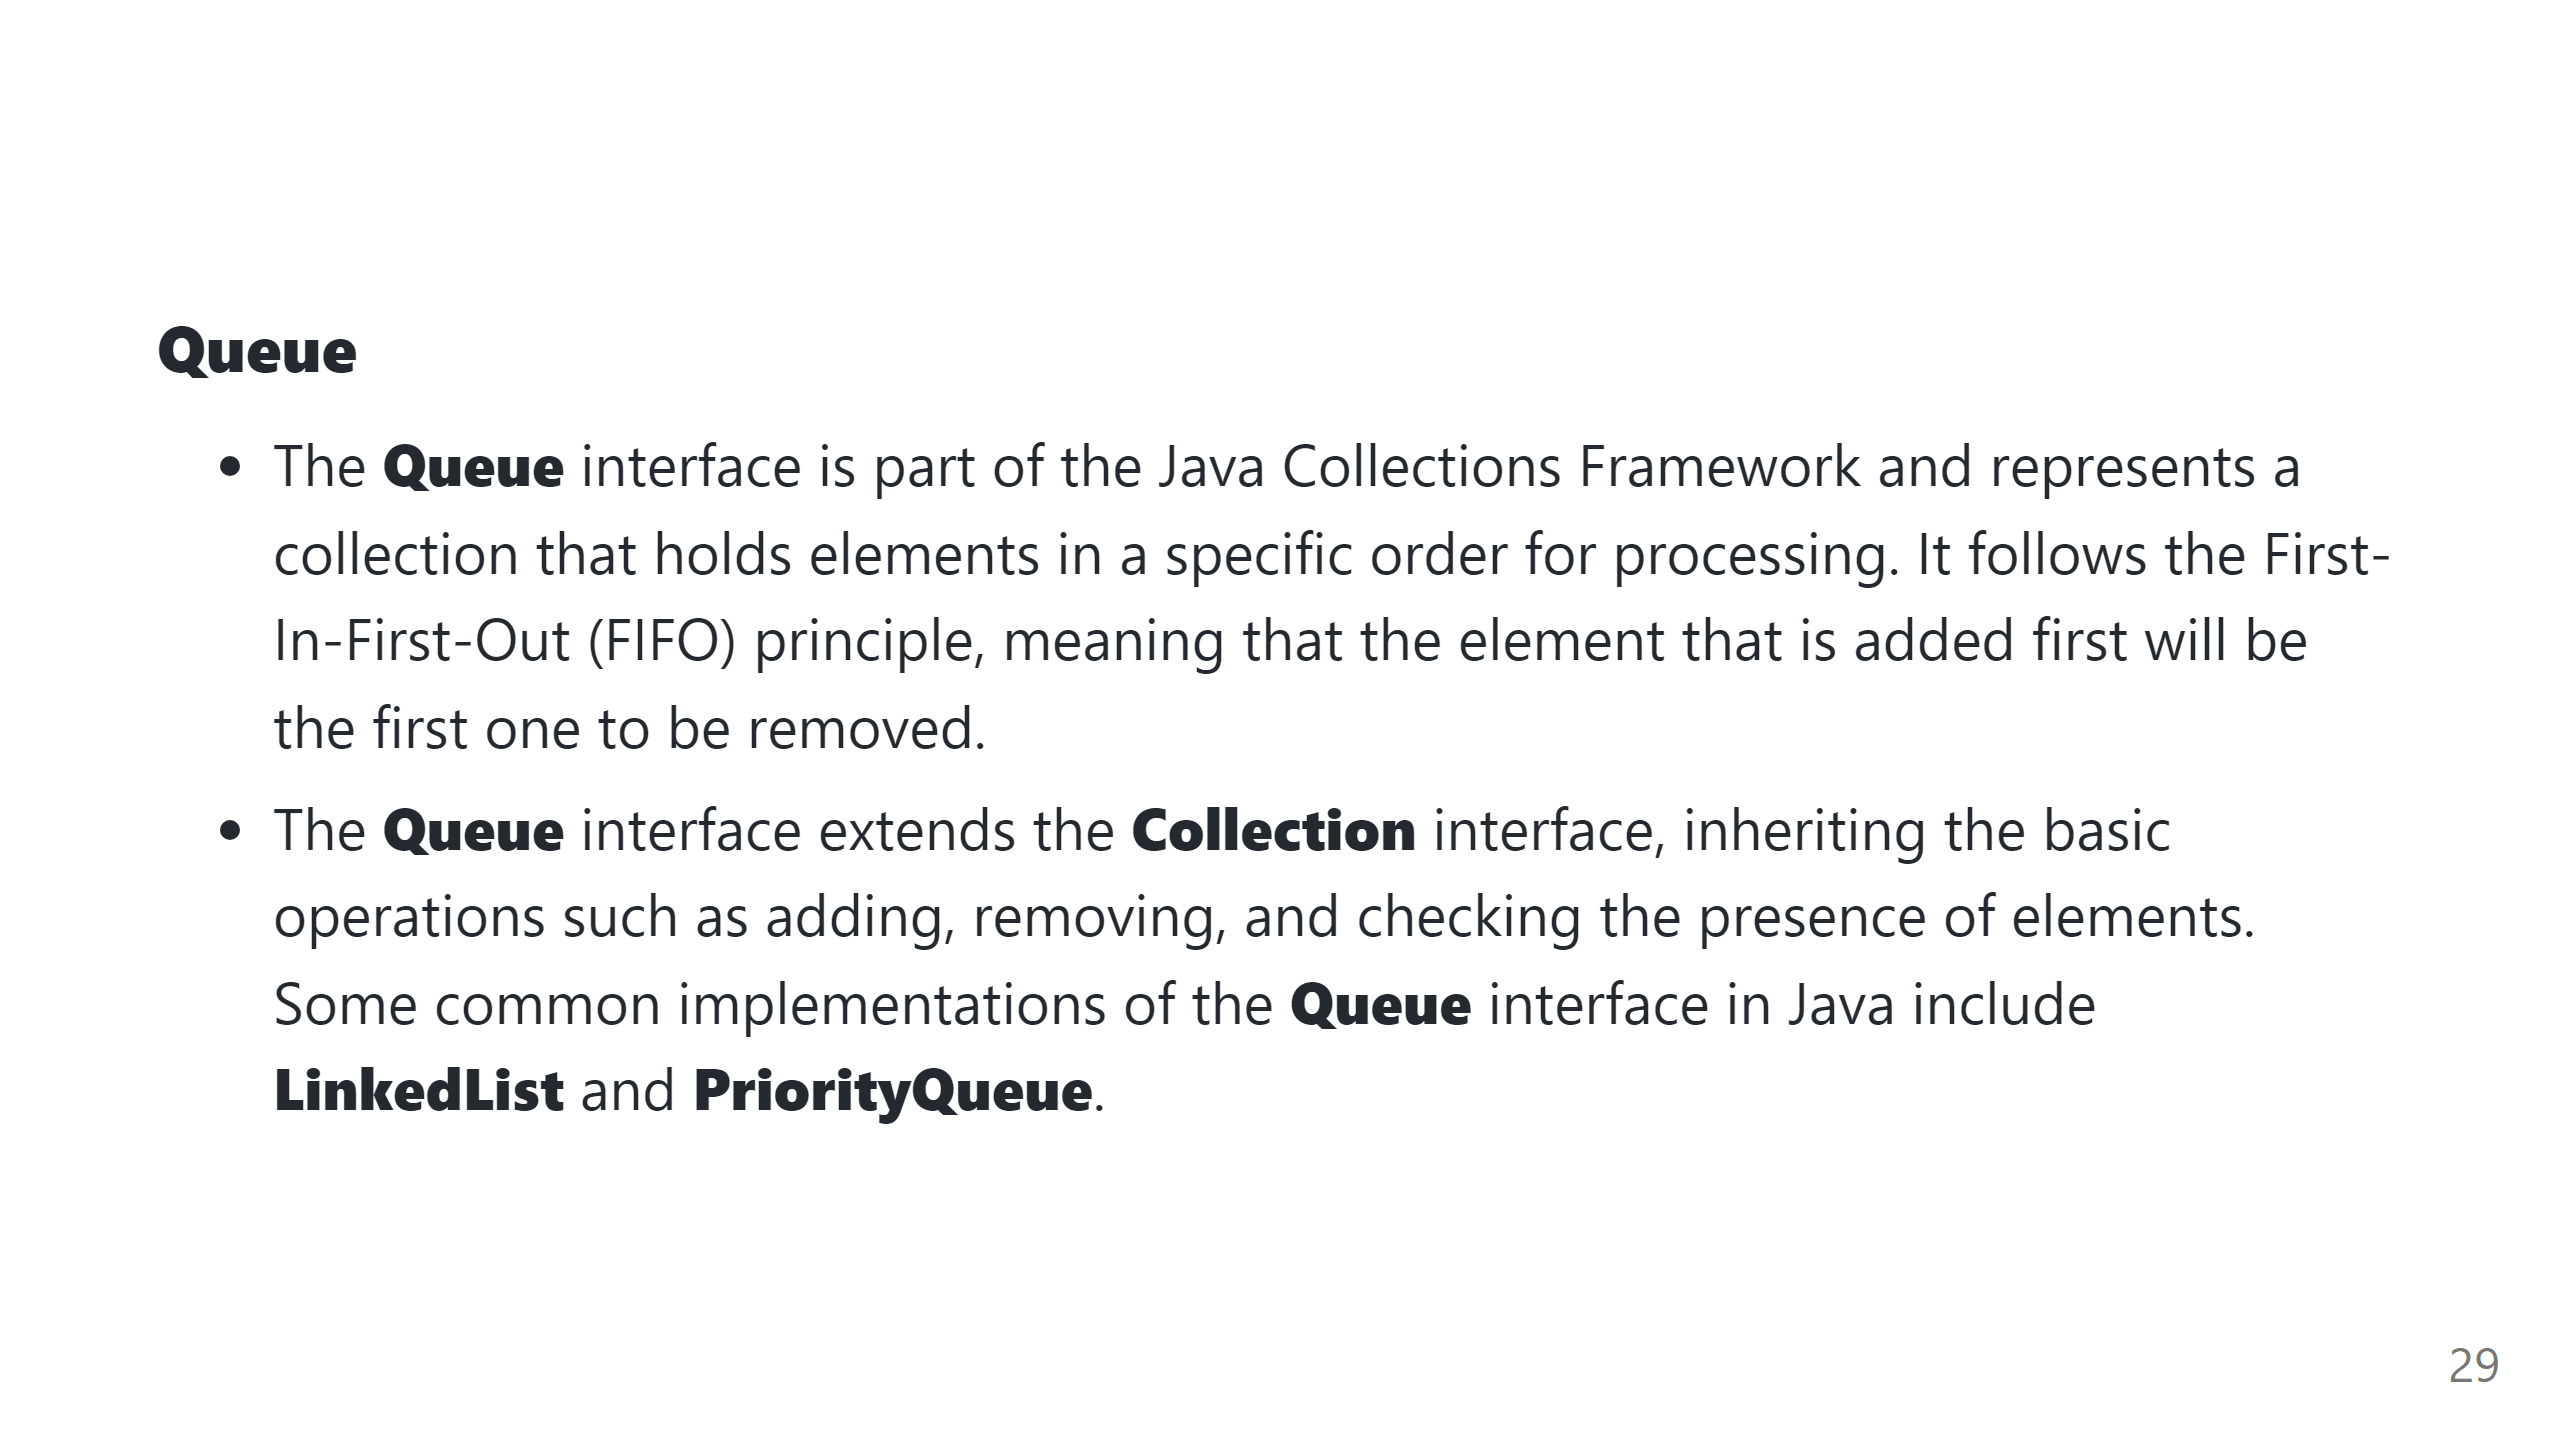 Queue
• The Queue interface is part of the Java Collections Framework and represents a
collection that holds elements in a specific order for processing. It follows the First-
In-First-Out (FIFO) principle, meaning that the element that is added first will be
the first one to be removed.
• The Queue interface extends the Collection interface, inheriting the basic
operations such as adding, removing, and checking the presence of elements.
Some common implementations of the Queue interface in Java include
LinkedList and PriorityQueue.
29